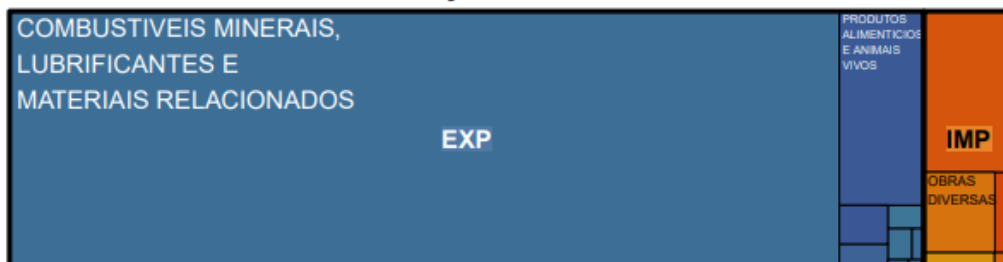 COMBUSTIVEIS MINERAIS,
LUBRIFICANTES E
MATERIAIS RELACIONADOS
EXP
PRODUTOS
ALIMENTICIOS
E ANIMAIS
VIVOS
IMP
OBRAS
DIVERSAS